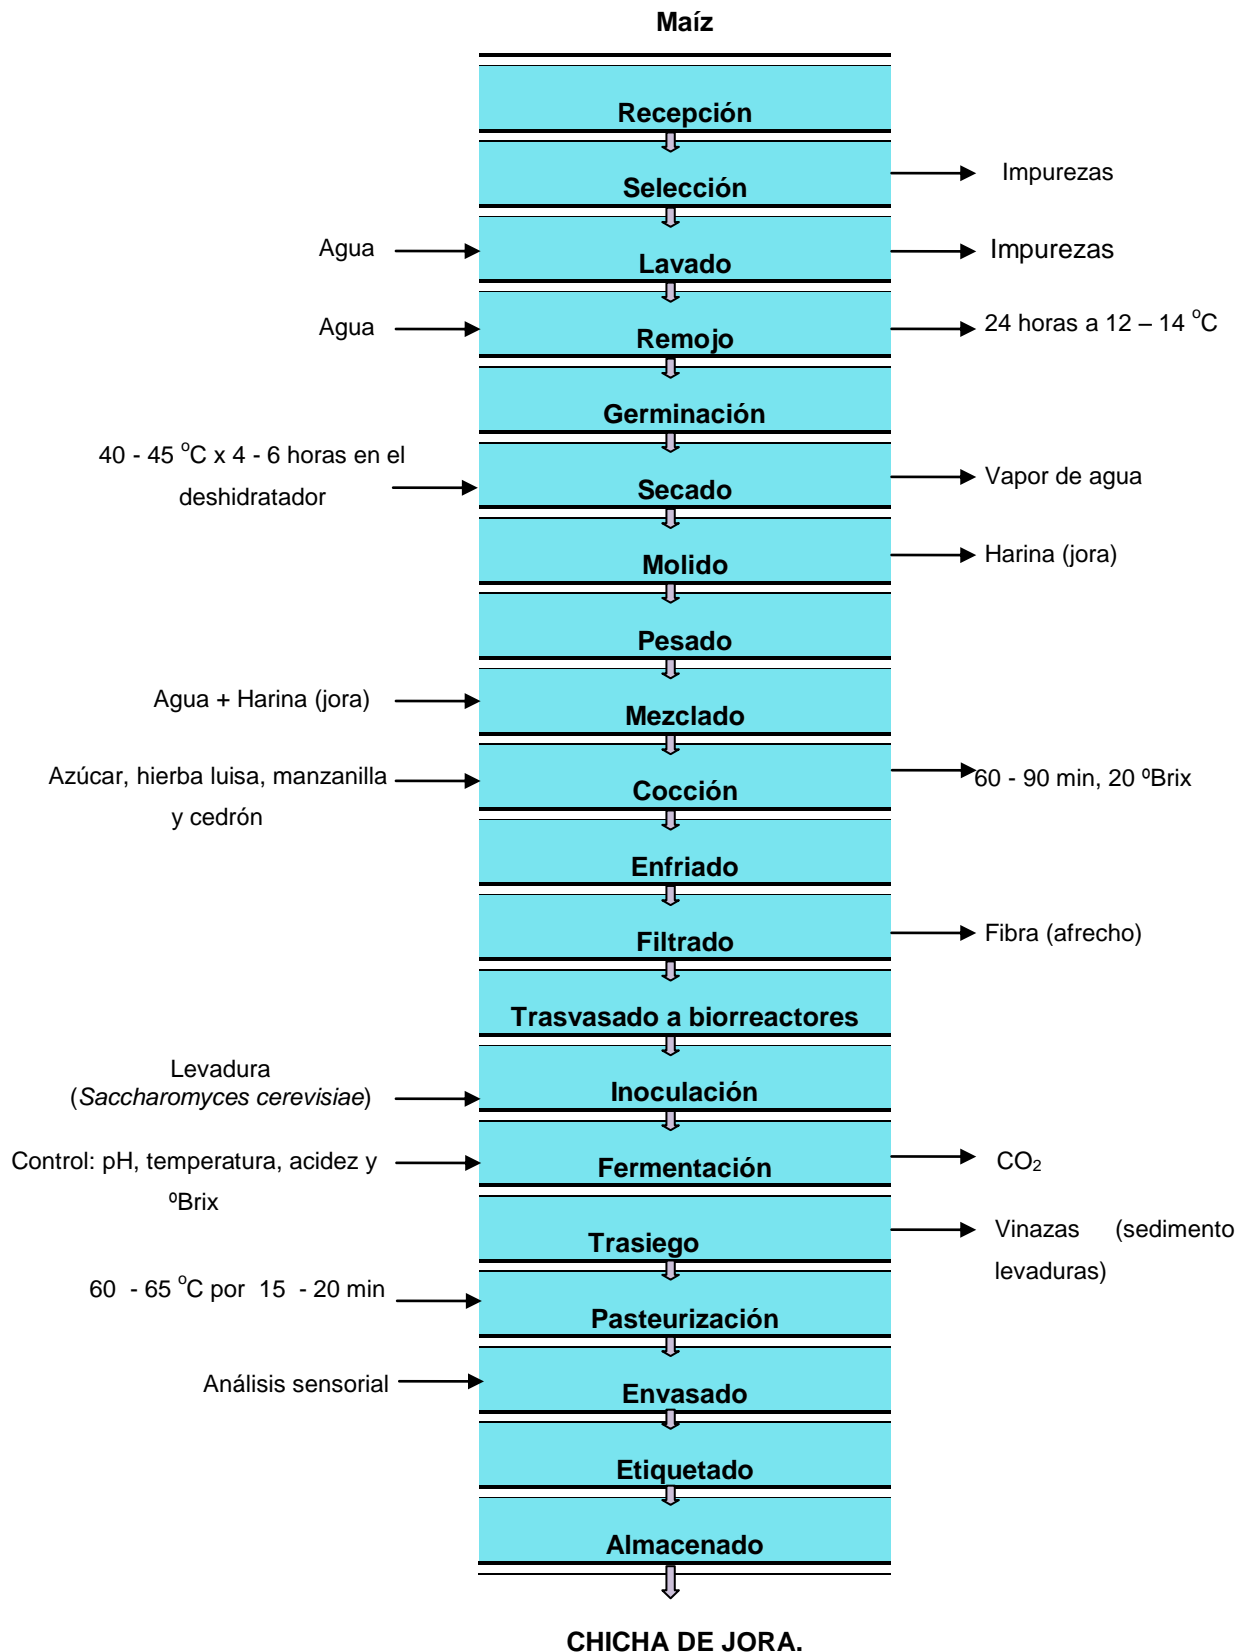 Maíz
Recepción
Selección
Impurezas
Agua
Lavado
Impurezas
Agua
Remojo
24 horas a 12 – 14 °C
Germinación
40 - 45 °C x 4 - 6 horas en el
deshidratador
Secado
Vapor de agua
Molido
Harina (jora)
Pesado
Agua + Harina (jora)
Mezclado
Azúcar, hierba luisa, manzanilla
y cedrón
Cocción
60 - 90 min, 20 ºBrix
Enfriado
Filtrado
Fibra (afrecho)
Trasvasado a biorreactores
Levadura
(Saccharomyces cerevisiae)
Inoculación
Control: pH, temperatura, acidez y
ºBrix
Fermentación
CO₂
Trasiego
Vinazas (sedimento
levaduras)
60 - 65 °C por 15 - 20 min
Pasteurización
Análisis sensorial
Envasado
Etiquetado
Almacenado
CHICHA DE JORA.